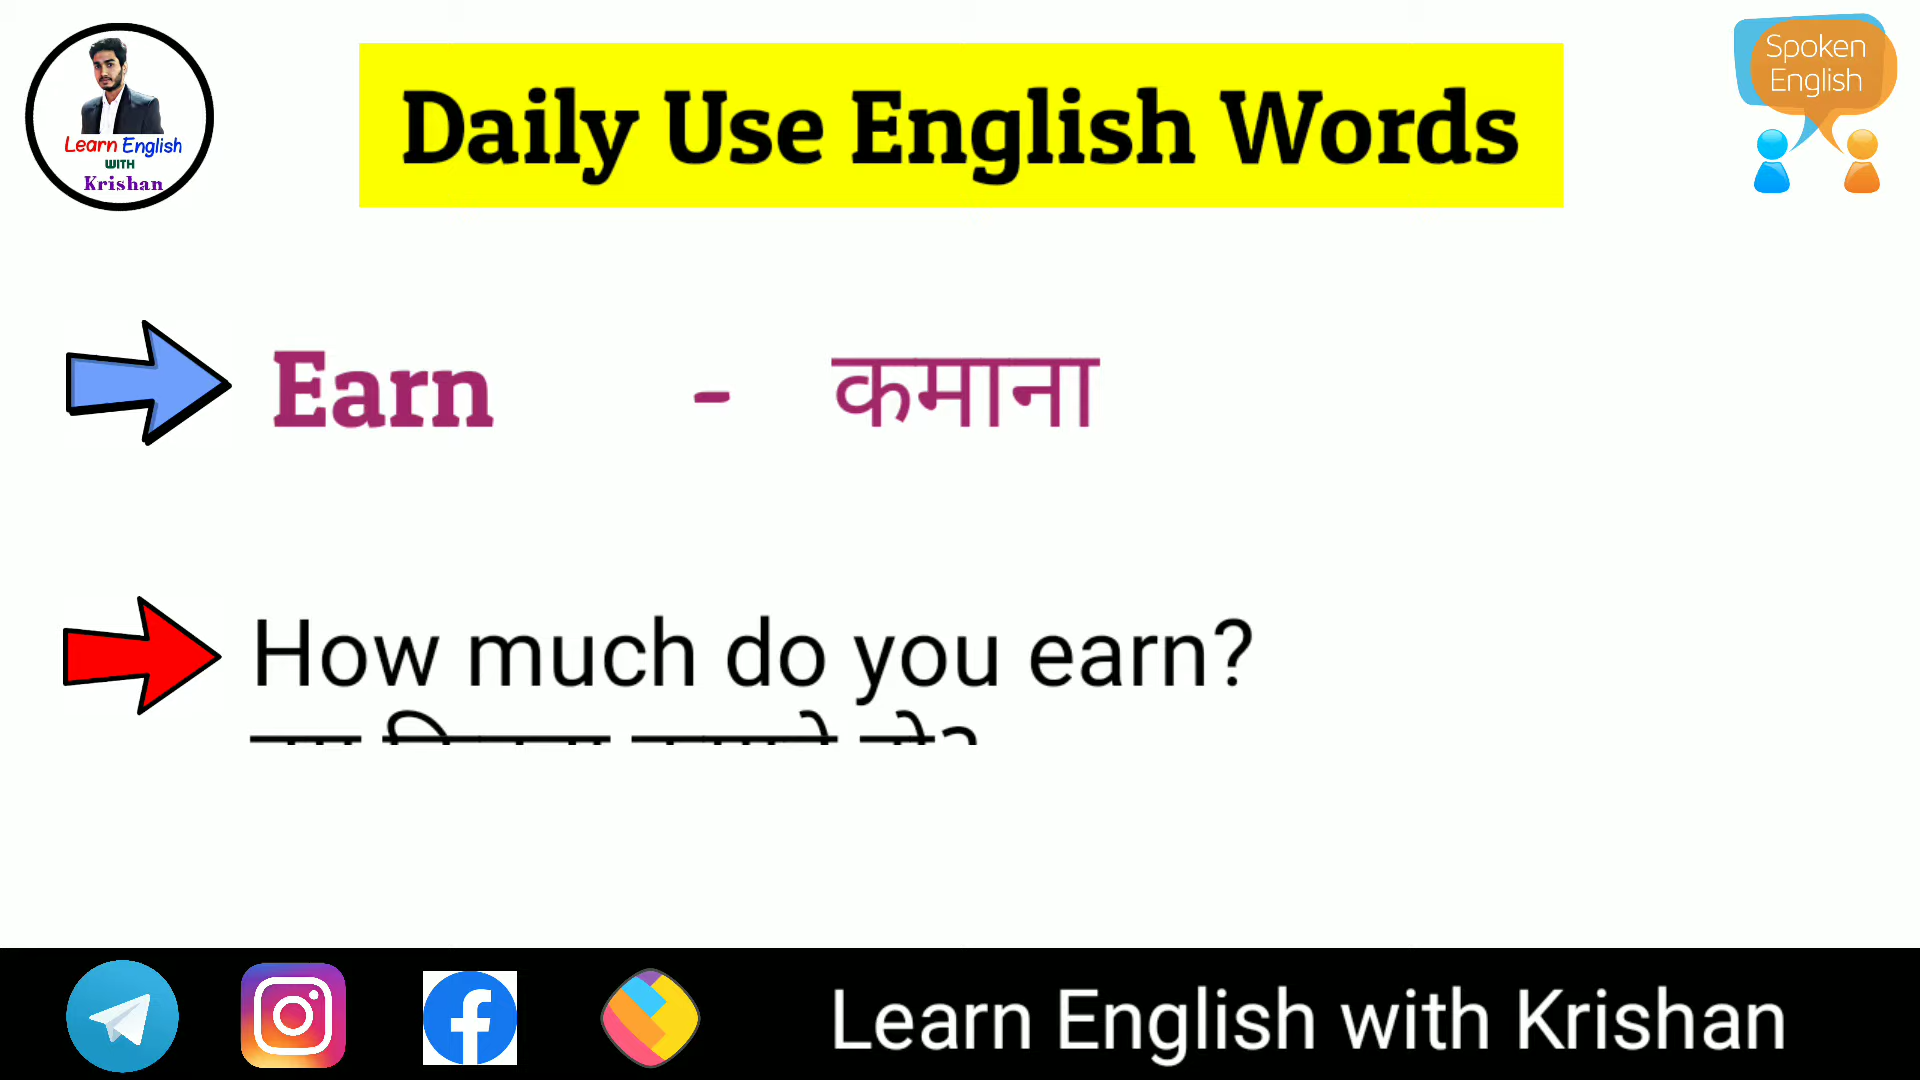 Learn English
WITH
Krishan
Daily Use English Words
Spoken
English
Earn - कमाना
How much do you earn?
Learn English with Krishan